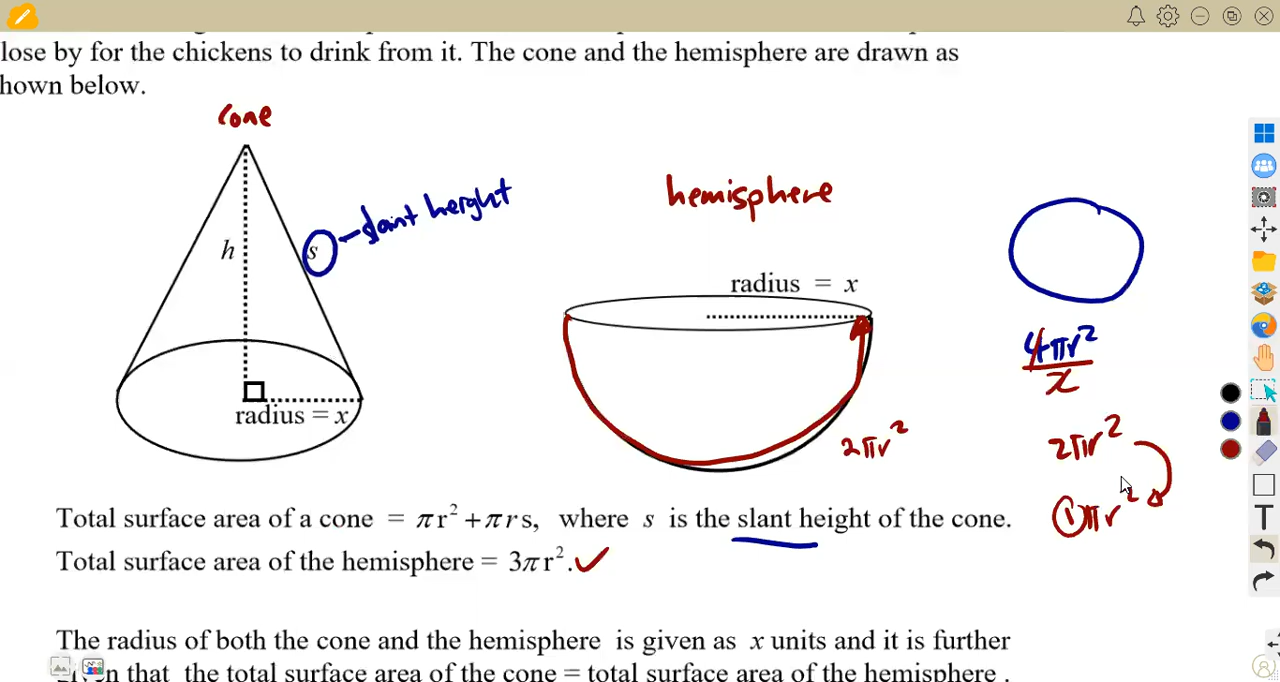 lose by for the chickens to drink from it. The cone and the hemisphere are drawn as
hown below.
cone
hemisphere
slant height
h
s
radius = x
radius = x
4πr²
x
2πr²
2πr²
1πr²
Total surface area of a cone = πr² + πrs, where s is the slant height of the cone.
Total surface area of the hemisphere = 3πr².
The radius of both the cone and the hemisphere is given as x units and it is further
that the total surface area of the cone = total surface area of the hemisphere .
T